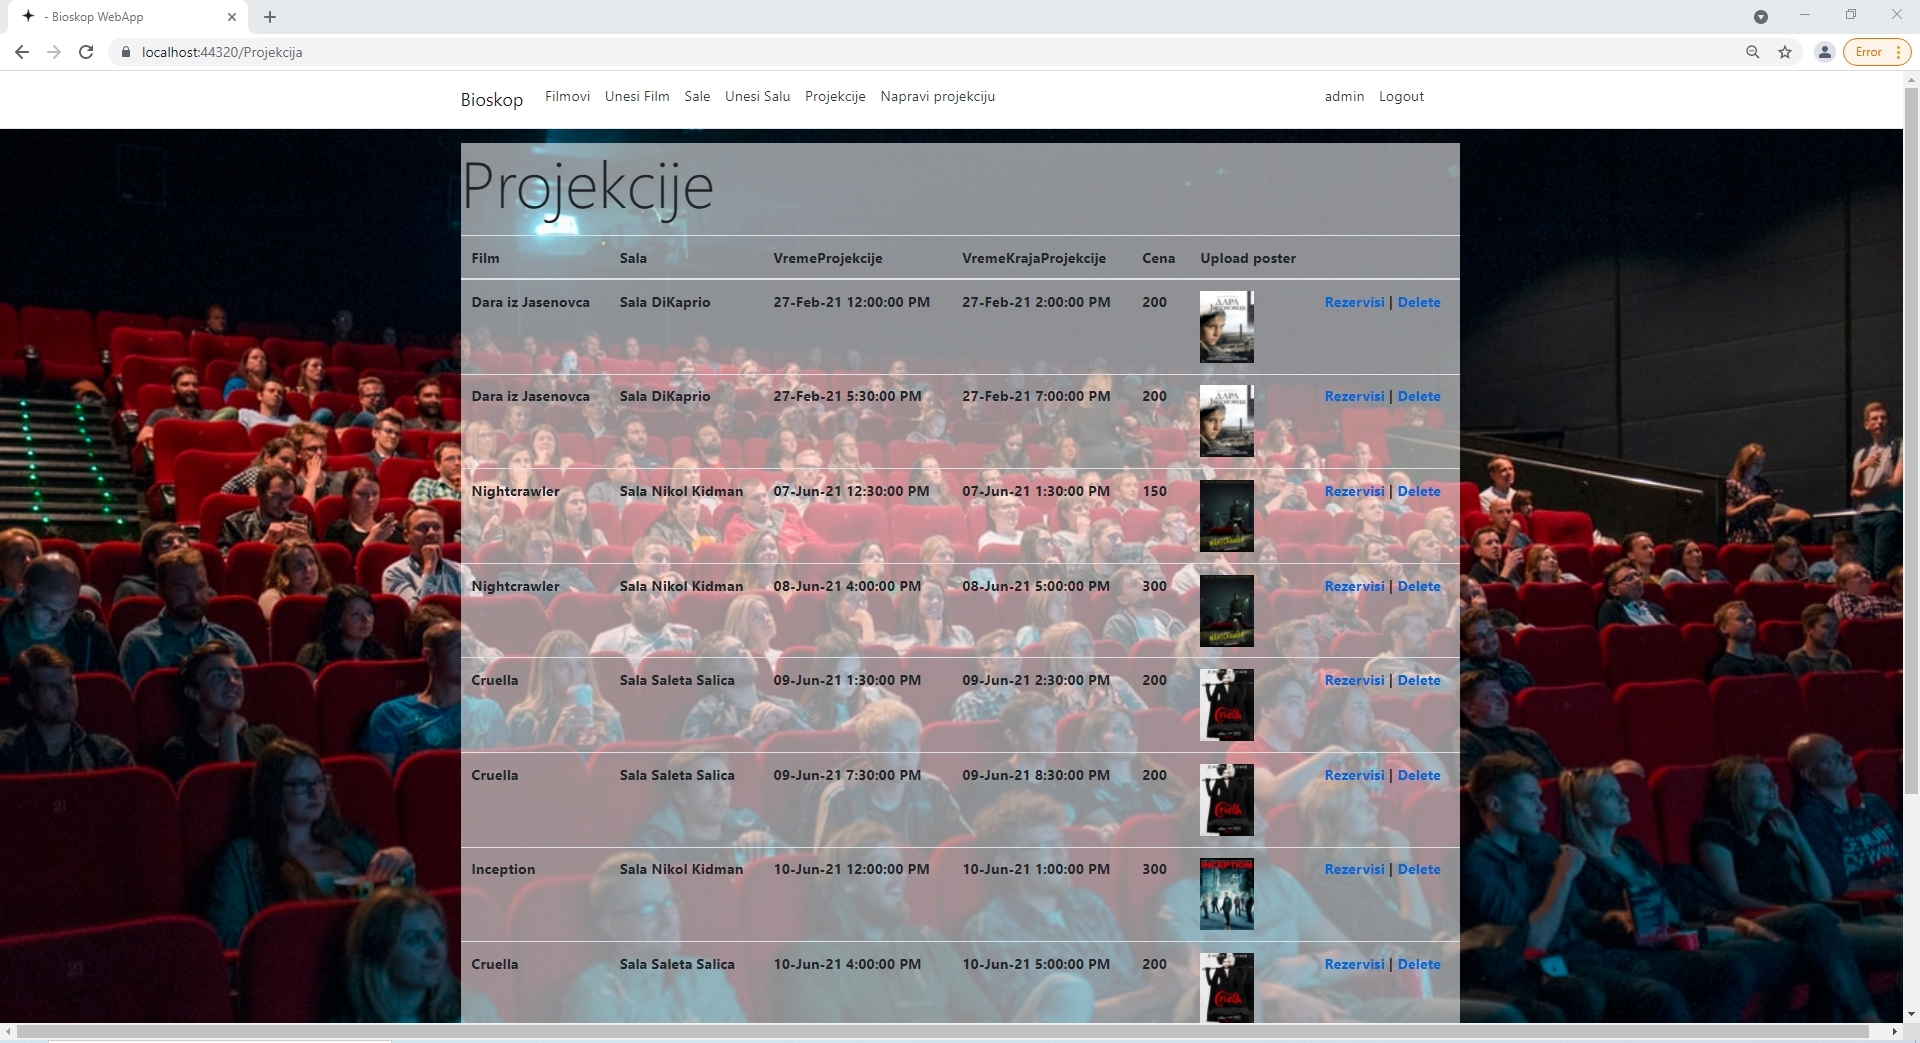 - Bioskop WebApp
localhost:44320/Projekcija
Error
Bioskop Filmovi Unesi Film Sale Unesi Salu Projekcije Napravi projekciju admin Logout
Projekcije
Film Sala VremeProjekcije VremeKrajaProjekcije Cena Upload poster
Dara iz Jasenovca Sala DiKaprio 27-Feb-21 12:00:00 PM 27-Feb-21 2:00:00 PM 200 Rezervisi | Delete
Dara iz Jasenovca Sala DiKaprio 27-Feb-21 5:30:00 PM 27-Feb-21 7:00:00 PM 200 Rezervisi | Delete
Nightcrawler Sala Nikol Kidman 07-Jun-21 12:30:00 PM 07-Jun-21 1:30:00 PM 150 Rezervisi | Delete
Nightcrawler Sala Nikol Kidman 08-Jun-21 4:00:00 PM 08-Jun-21 5:00:00 PM 300 Rezervisi | Delete
Cruella Sala Saleta Salica 09-Jun-21 1:30:00 PM 09-Jun-21 2:30:00 PM 200 Rezervisi | Delete
Cruella
Cruella Sala Saleta Salica 09-Jun-21 7:30:00 PM 09-Jun-21 8:30:00 PM 200 Rezervisi | Delete
Cruella
Inception Sala Nikol Kidman 10-Jun-21 12:00:00 PM 10-Jun-21 1:00:00 PM 300 Rezervisi | Delete
INCEPTION
Cruella Sala Saleta Salica 10-Jun-21 4:00:00 PM 10-Jun-21 5:00:00 PM 200 Rezervisi | Delete
Cruella